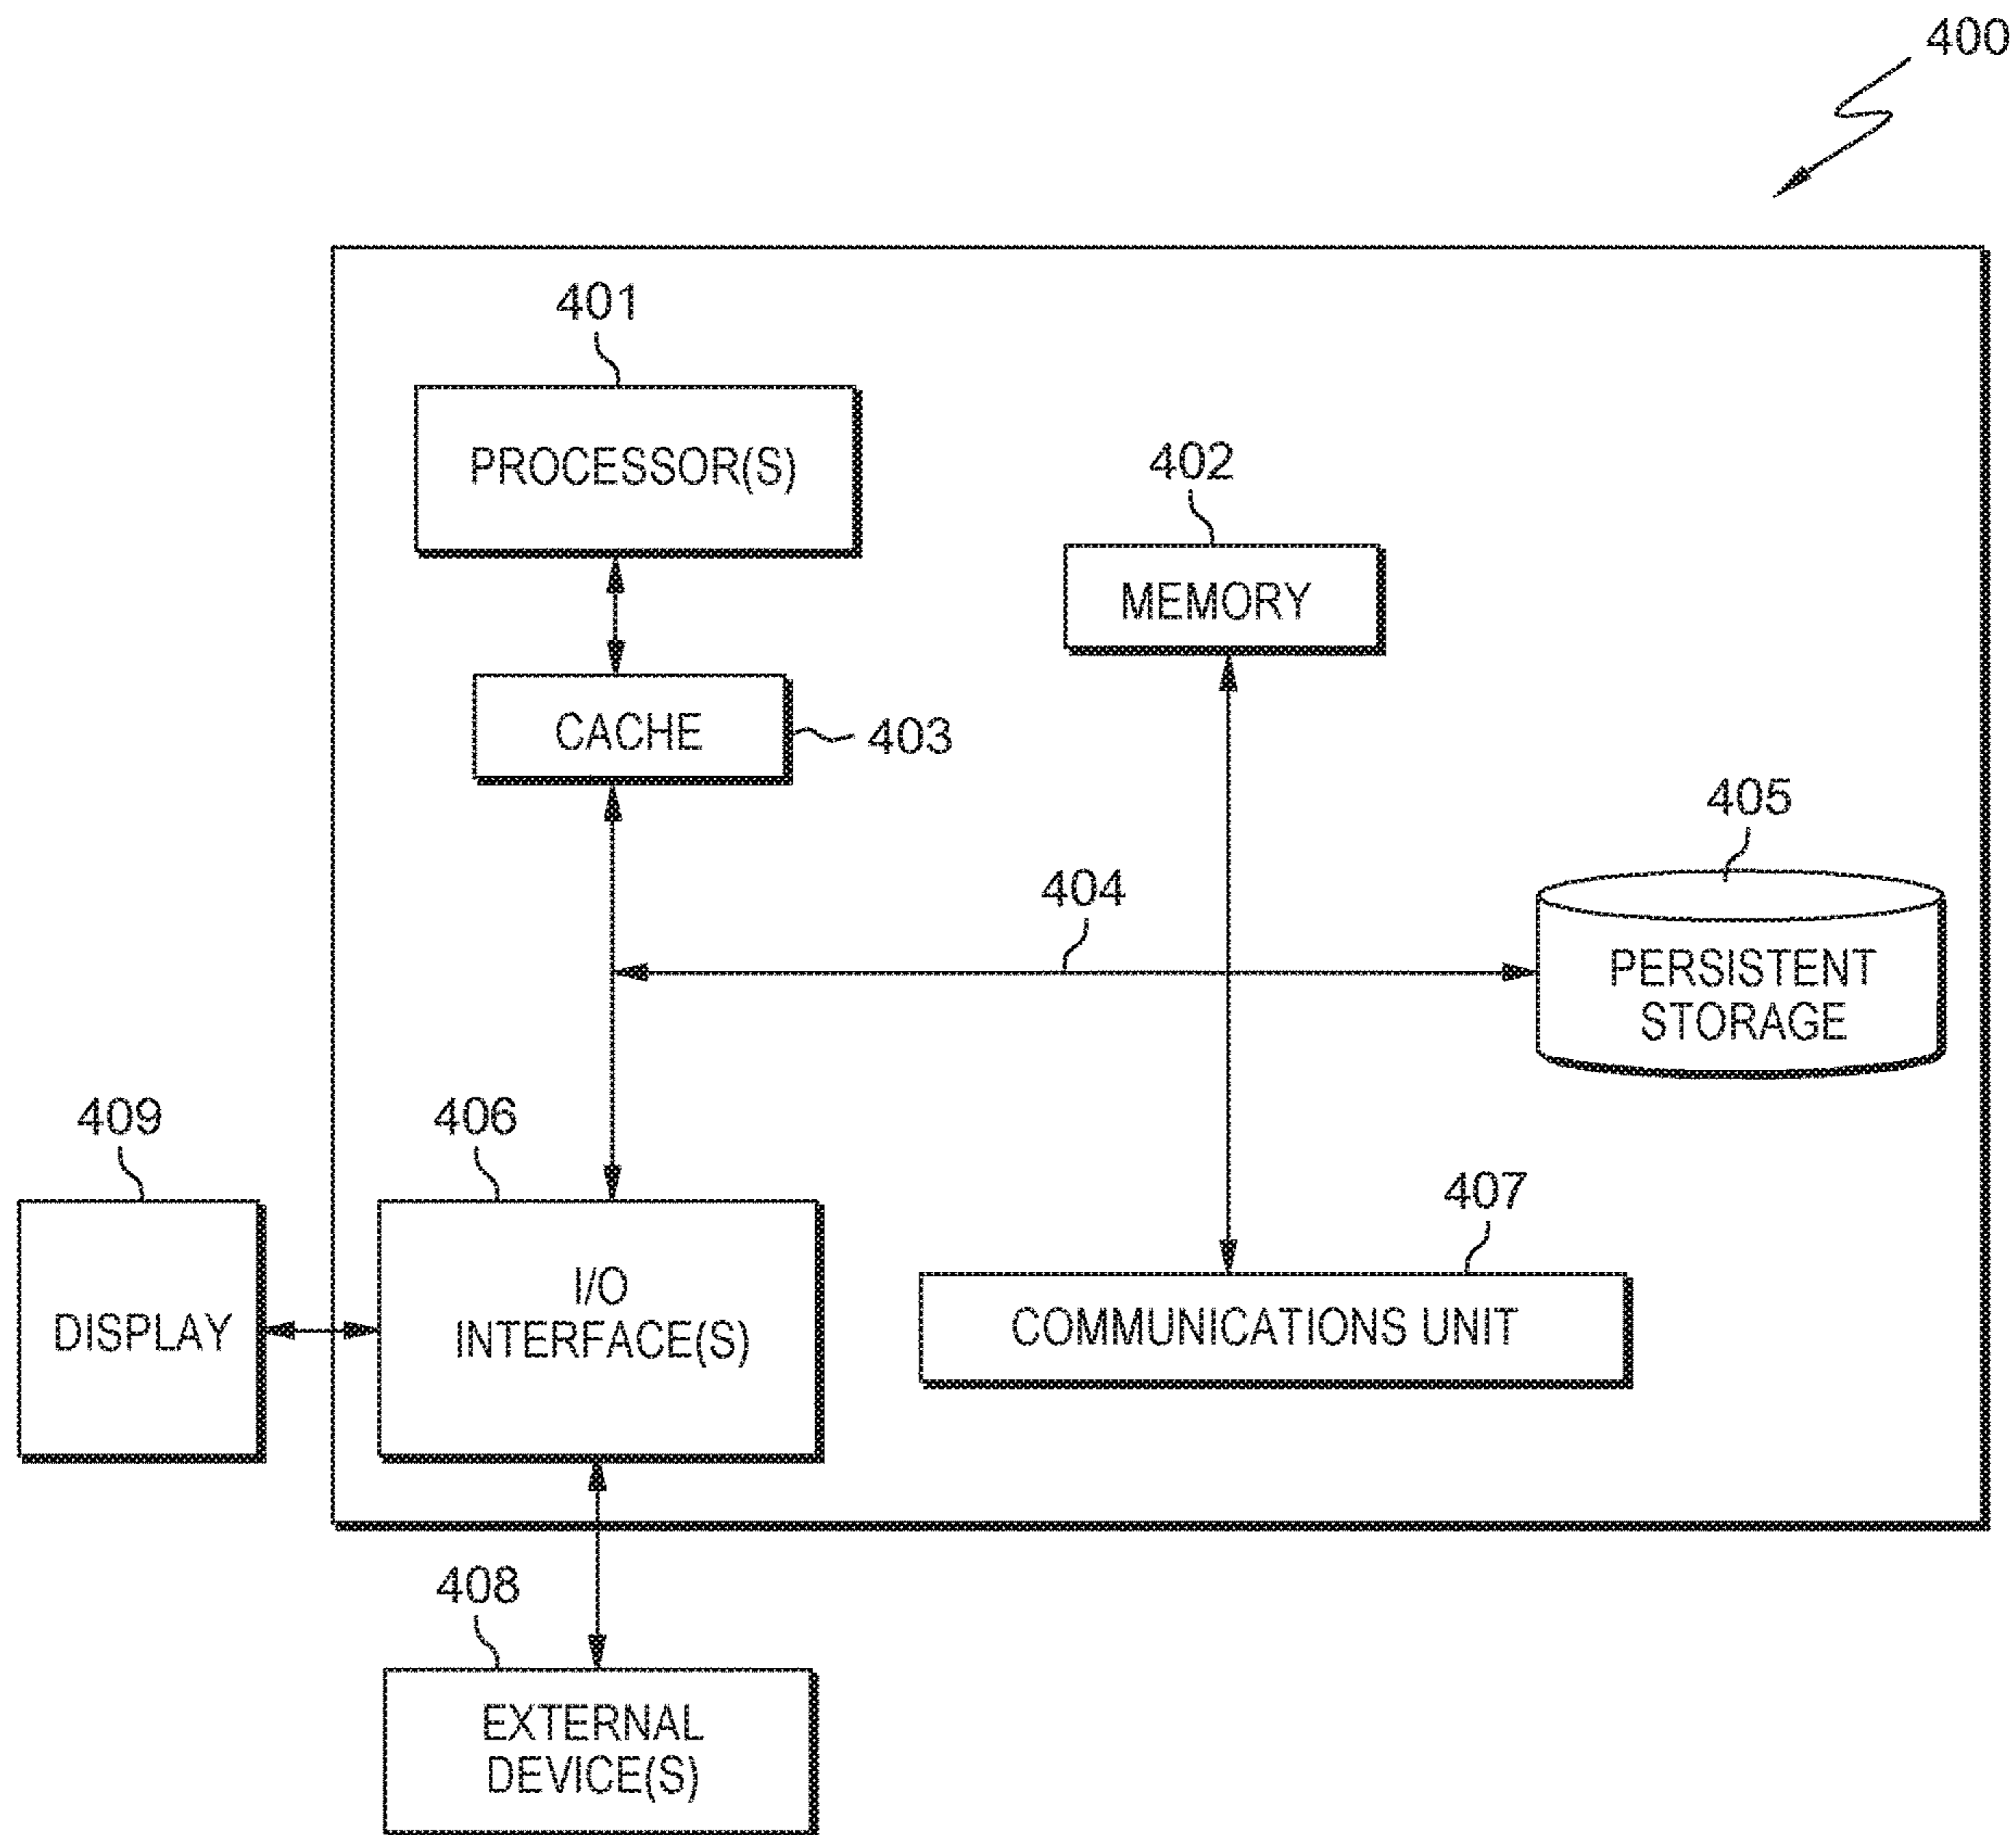 400
401
PROCESSOR(S)
402
MEMORY
CACHE
403
405
404
PERSISTENT
STORAGE
409
406
407
DISPLAY
I/O
INTERFACE(S)
COMMUNICATIONS UNIT
408
EXTERNAL
DEVICE(S)